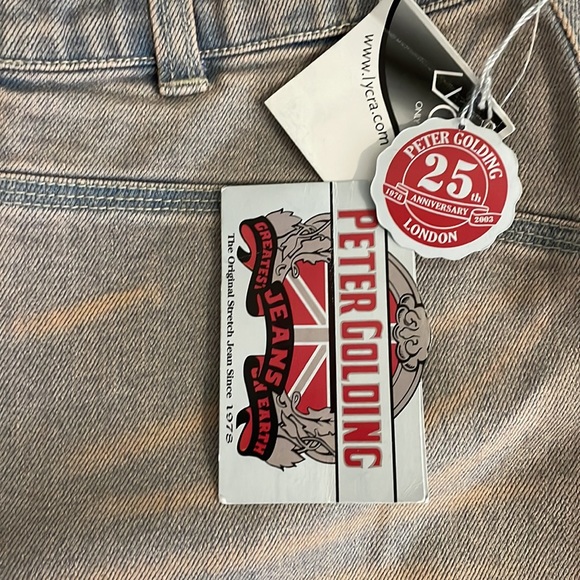 www.lycra.com
PETER GOLDING
25th
ANNIVERSARY
1978 2003
LONDON
PETER GOLDING
GREATEST
JEANS
ON EARTH
The Original Stretch Jean Since 1978